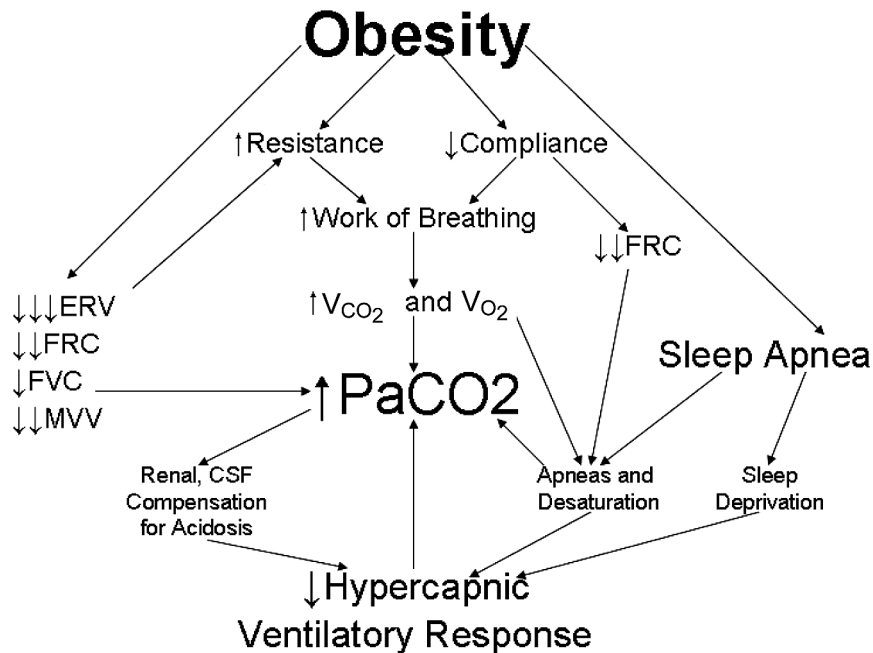 Obesity
↑Resistance
↓Compliance
↑Work of Breathing
↓↓FRC
↓↓↓ERV
↓↓FRC
↓FVC
↓↓MVV
↑VCO2 and VO2
Sleep Apnea
↑PaCO2
Renal, CSF
Compensation
for Acidosis
Apneas and
Desaturation
Sleep
Deprivation
↓Hypercapnic
Ventilatory Response